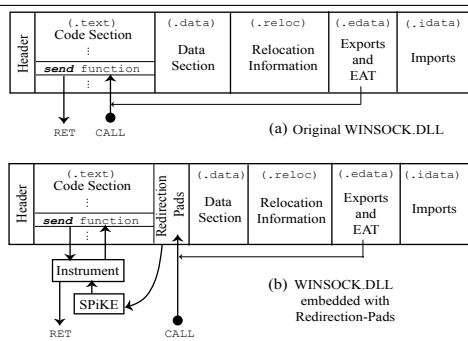 (.text) (.data) (.reloc) (.edata) (.idata)
Header
Code Section
⋮
send function
⋮
Data
Section
Relocation
Information
Exports
and
EAT
Imports
RET CALL
(a) Original WINSOCK.DLL
(.text) (.data) (.reloc) (.edata) (.idata)
Header
Code Section
⋮
send function
⋮
Redirection
Pads
Data
Section
Relocation
Information
Exports
and
EAT
Imports
Instrument
SPiKE
RET CALL
(b) WINSOCK.DLL
embedded with
Redirection-Pads